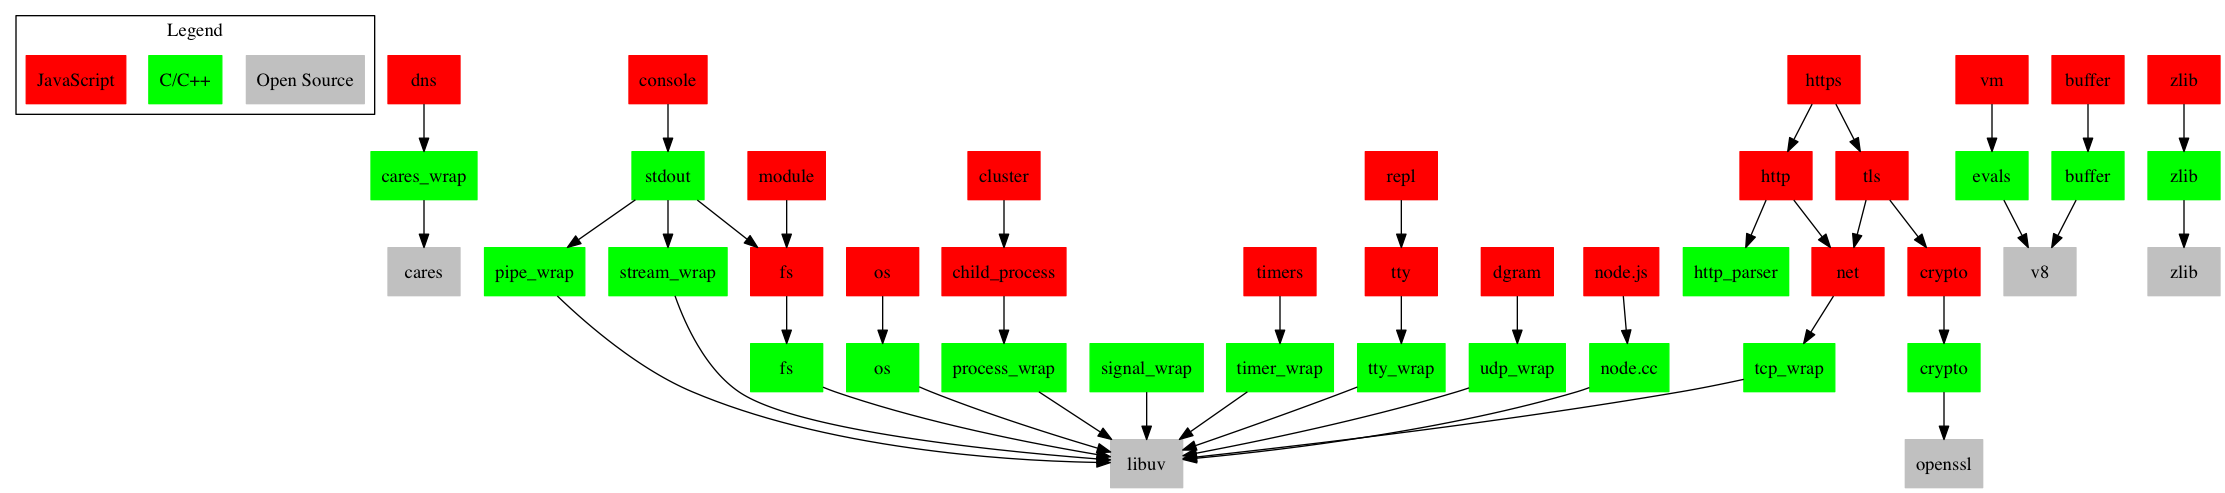 Legend
JavaScript
C/C++
Open Source
dns
console
https
vm
buffer
zlib
cares_wrap
stdout
module
cluster
repl
http
tls
evals
buffer
zlib
cares
pipe_wrap
stream_wrap
fs
os
child_process
timers
tty
dgram
node.js
http_parser
net
crypto
v8
zlib
fs
os
process_wrap
signal_wrap
timer_wrap
tty_wrap
udp_wrap
node.cc
tcp_wrap
crypto
libuv
openssl